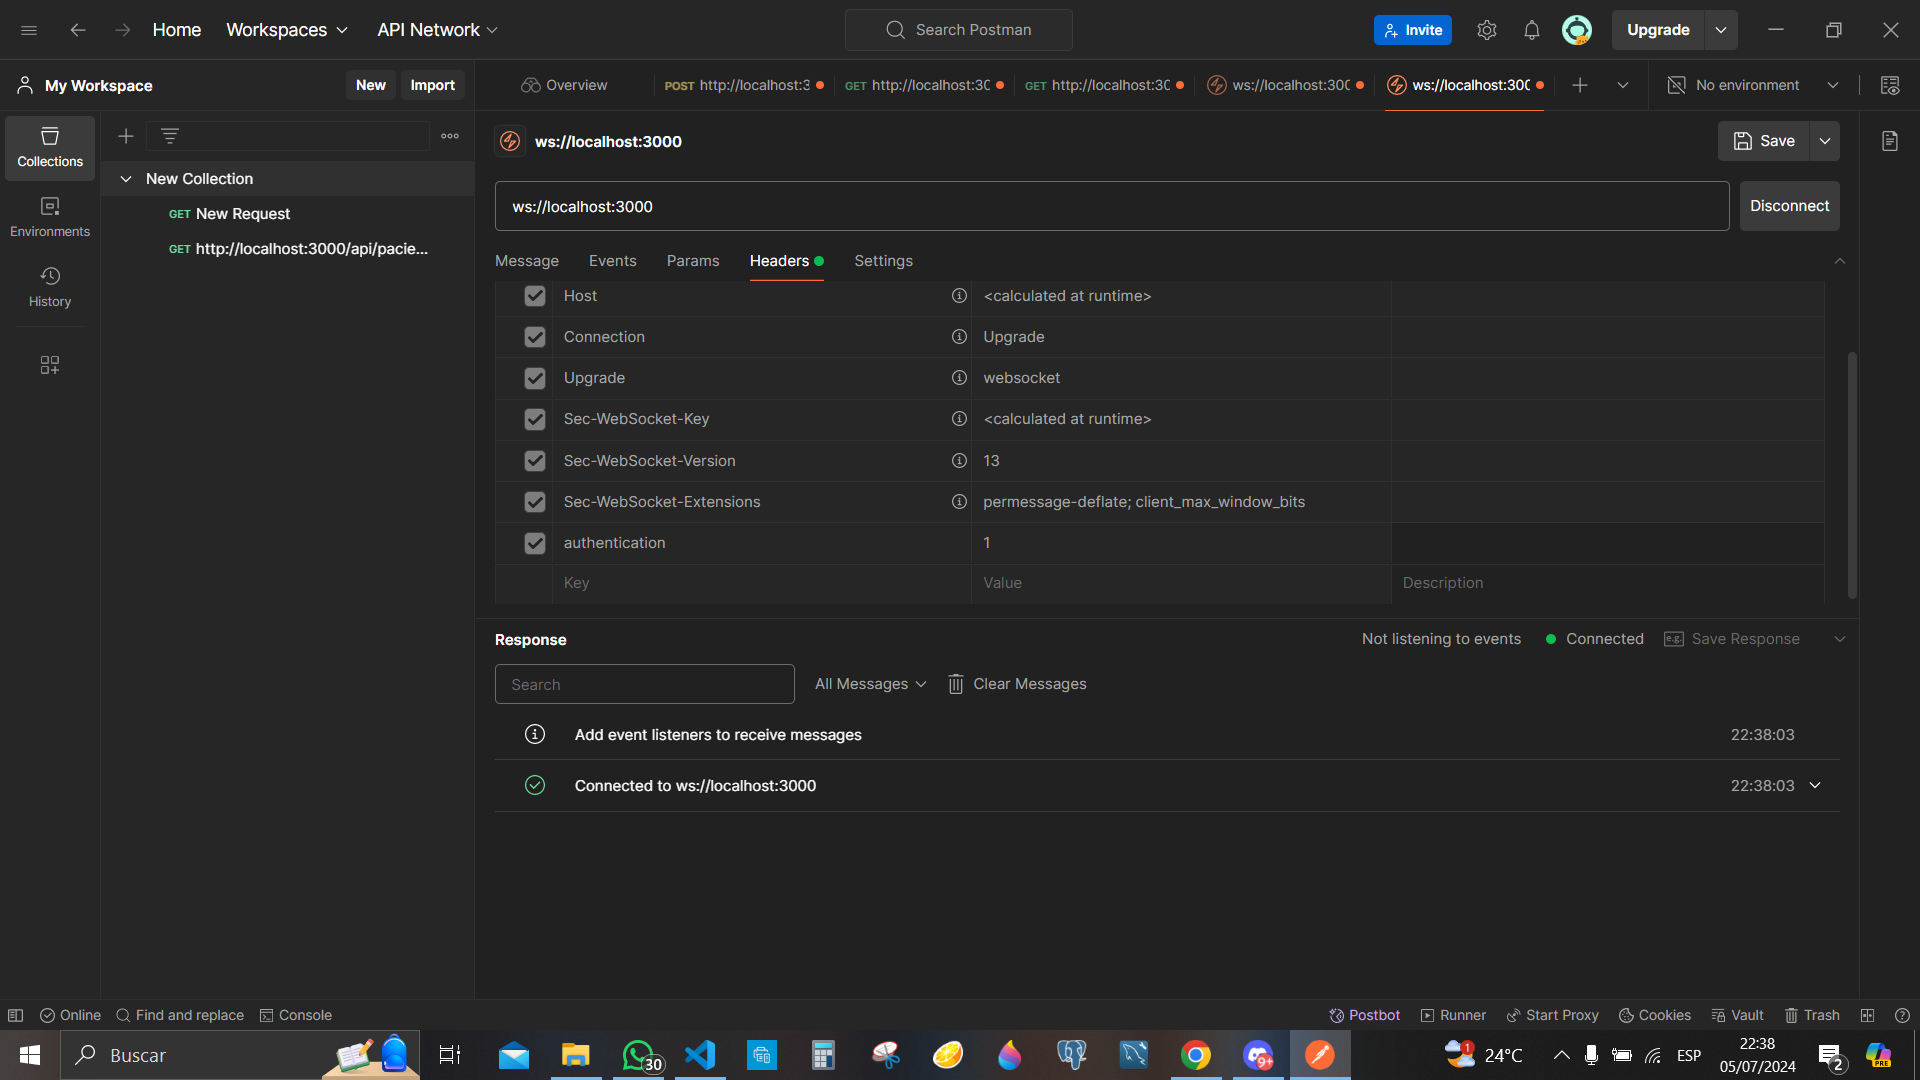 Home
Workspaces
API Network
Search Postman
Invite
Upgrade
My Workspace
New
Import
Overview
POST http://localhost:3
GET http://localhost:30
GET http://localhost:30
ws://localhost:300
ws://localhost:300
No environment
Collections
Environments
History
New Collection
GET New Request
GET http://localhost:3000/api/pacie...
ws://localhost:3000
Save
ws://localhost:3000
Disconnect
Message
Events
Params
Headers
Settings
Host <calculated at runtime>
Connection Upgrade
Upgrade websocket
Sec-WebSocket-Key <calculated at runtime>
Sec-WebSocket-Version 13
Sec-WebSocket-Extensions permessage-deflate; client_max_window_bits
authentication 1
Key Value Description
Response
Not listening to events
Connected
e.g. Save Response
Search
All Messages
Clear Messages
Add event listeners to receive messages 22:38:03
Connected to ws://localhost:3000 22:38:03
Online
Find and replace
Console
Postbot
Runner
Start Proxy
Cookies
Vault
Trash
Buscar
30
9+
1
24°C
ESP
22:38
05/07/2024
2
PRE